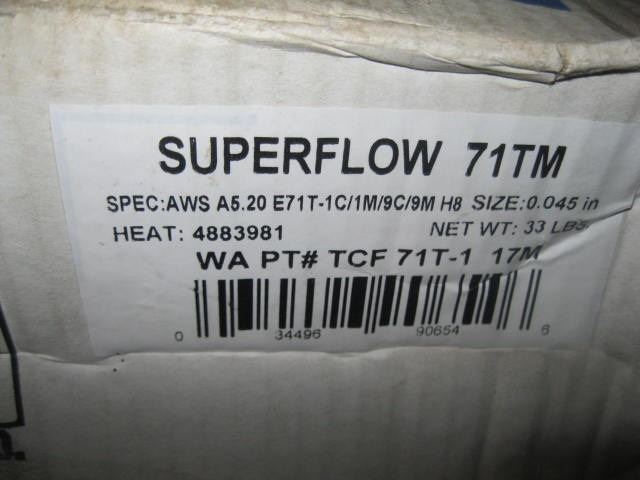 SUPERFLOW 71TM
SPEC:AWS A5.20 E71T-1C/1M/9C/9M H8 SIZE:0.045 in
HEAT: 4883981 NET WT: 33 LBS.
WA PT# TCF 71T-1 17M
0 34496 90654 6